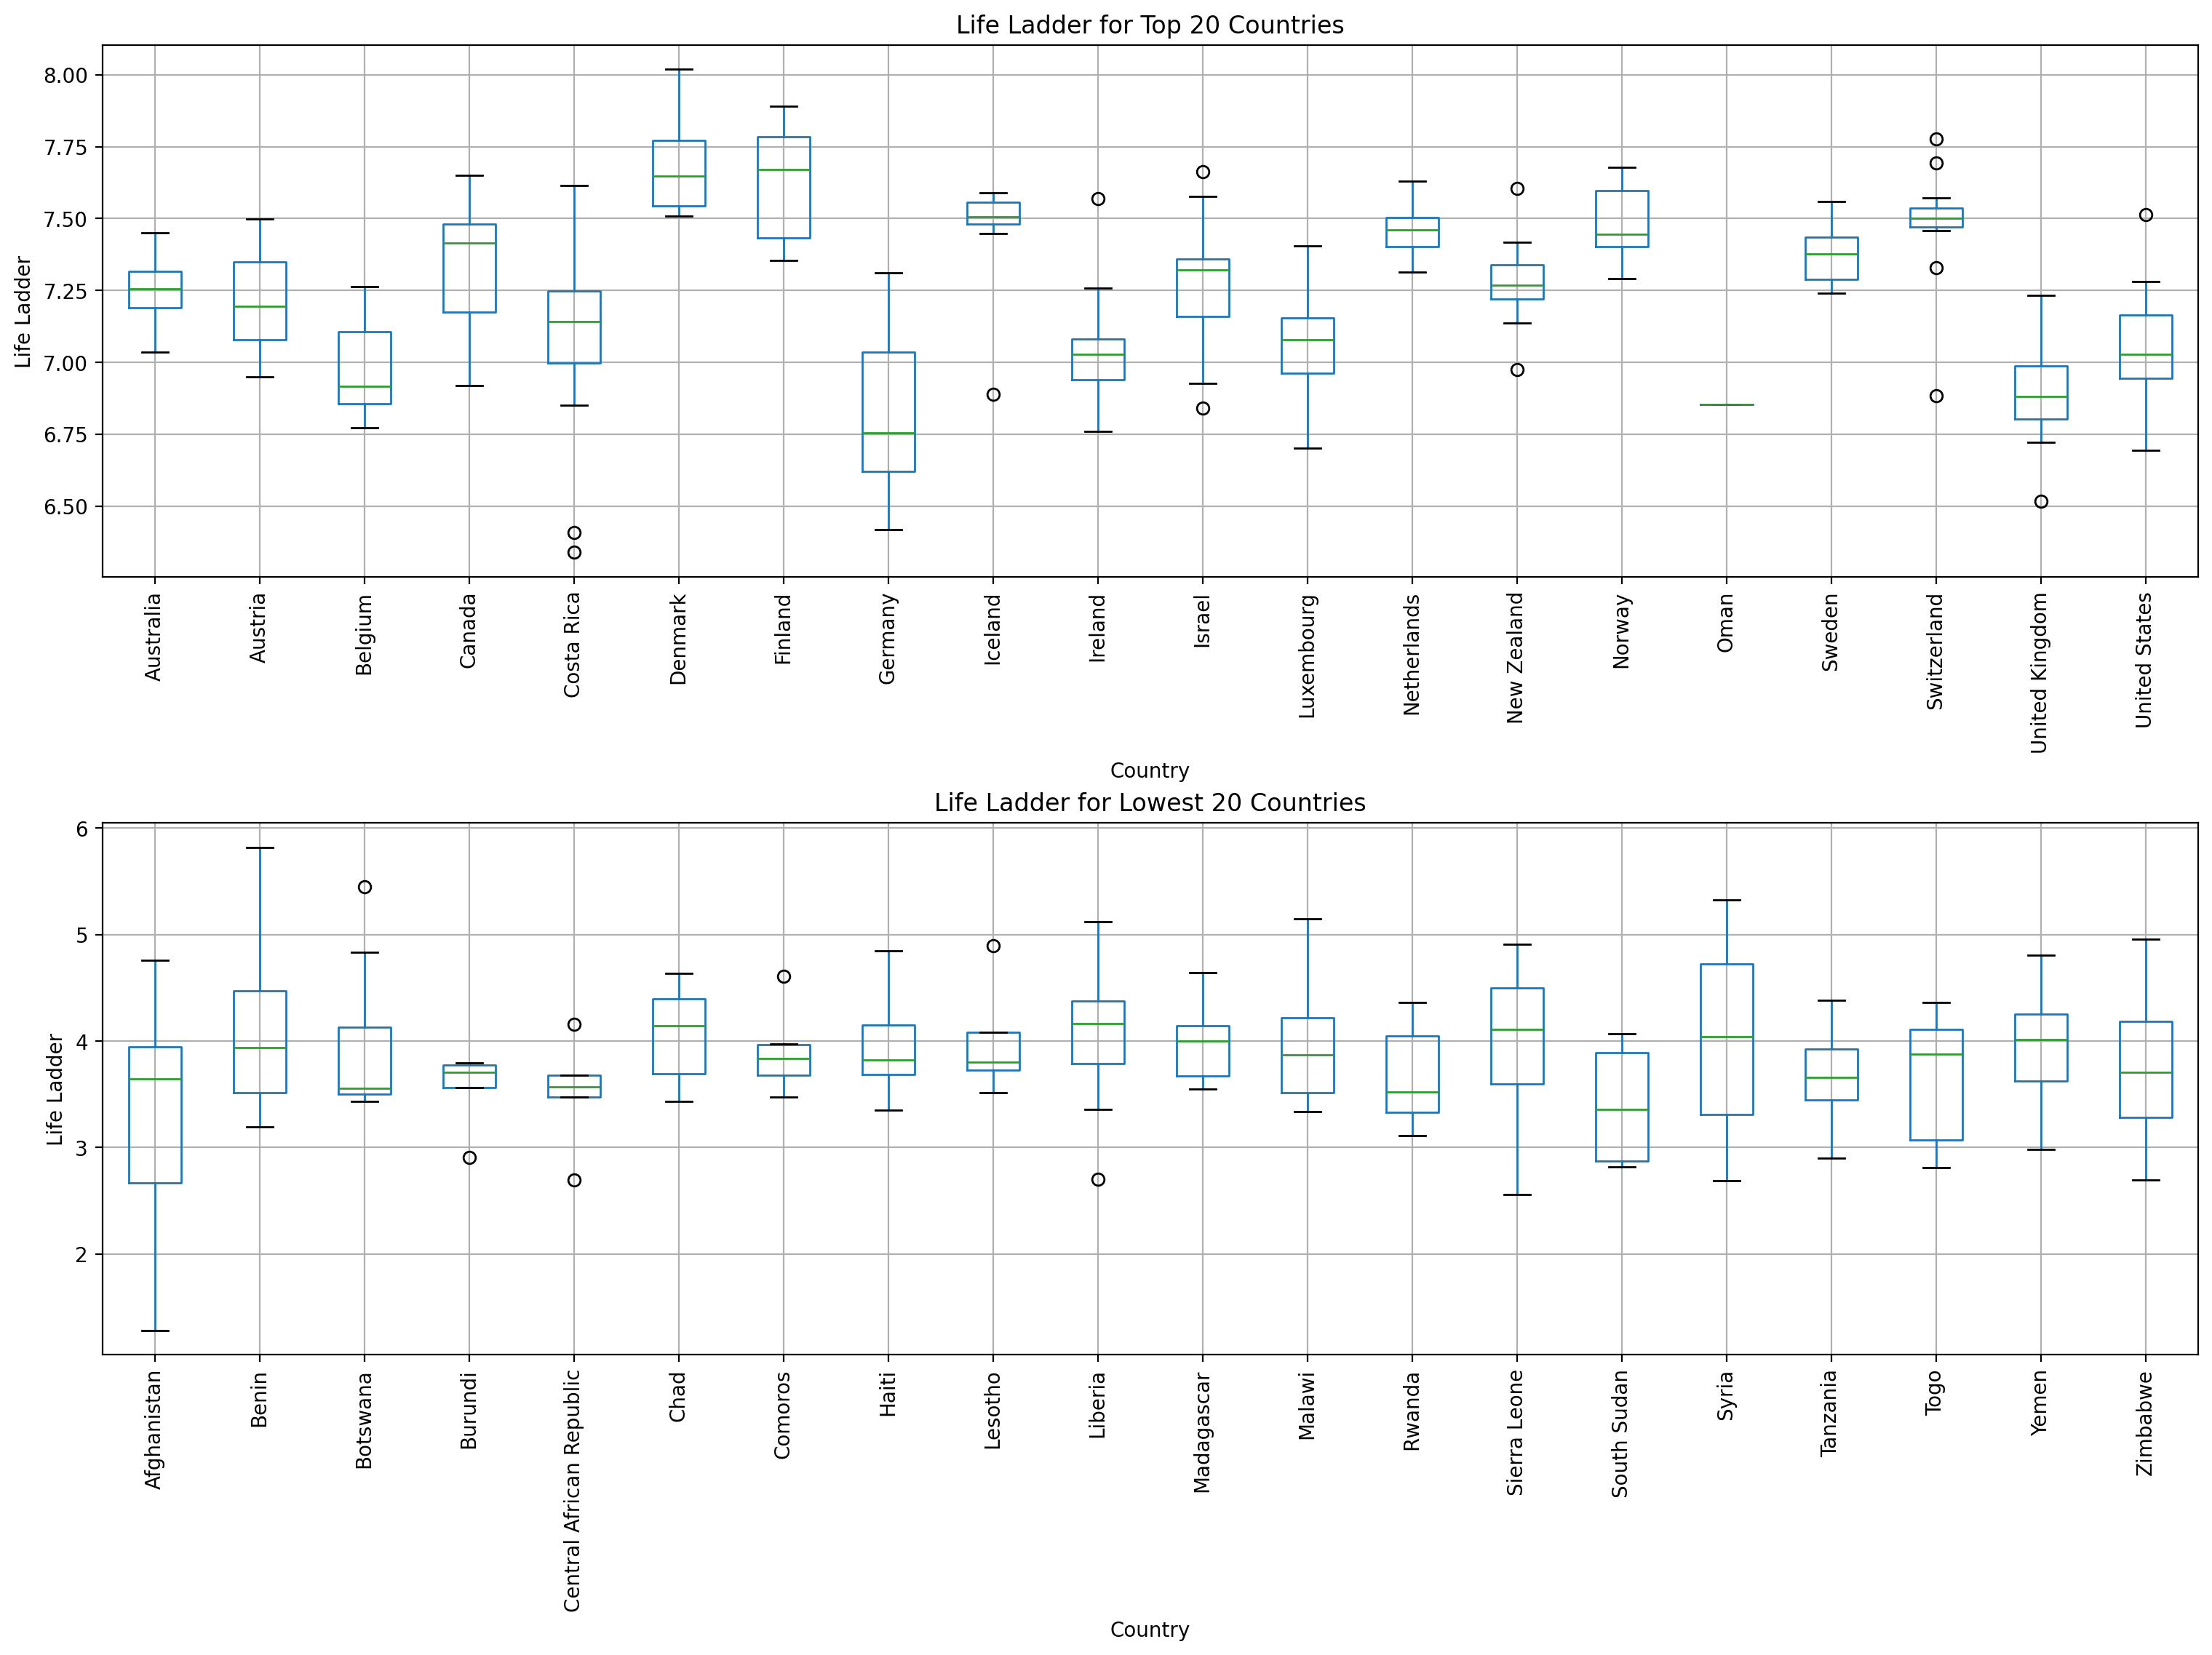 Life Ladder for Top 20 Countries
8.00
7.75
7.50
7.25
7.00
6.75
6.50
Life Ladder
Australia
Austria
Belgium
Canada
Costa Rica
Denmark
Finland
Germany
Iceland
Ireland
Israel
Luxembourg
Netherlands
New Zealand
Norway
Oman
Sweden
Switzerland
United Kingdom
United States
Country
Life Ladder for Lowest 20 Countries
6
5
4
3
2
Life Ladder
Afghanistan
Benin
Botswana
Burundi
Central African Republic
Chad
Comoros
Haiti
Lesotho
Liberia
Madagascar
Malawi
Rwanda
Sierra Leone
South Sudan
Syria
Tanzania
Togo
Yemen
Zimbabwe
Country